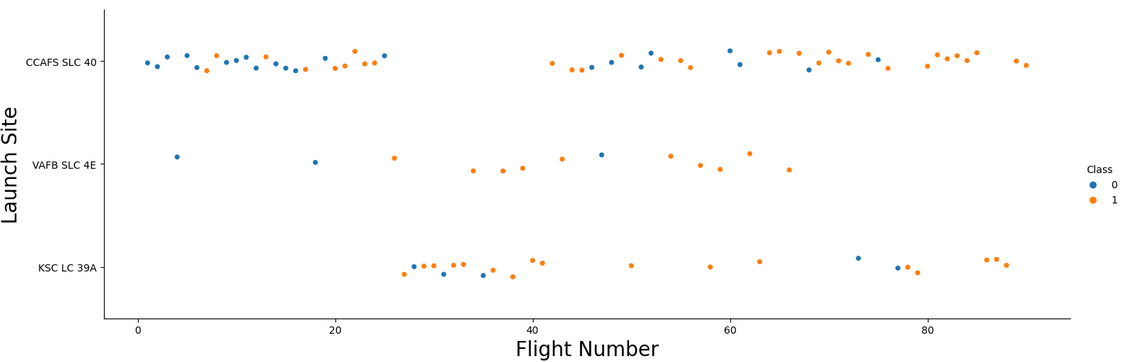 Launch Site
CCAFS SLC 40
VAFB SLC 4E
KSC LC 39A
0 20 40 60 80
Flight Number
Class
0
1